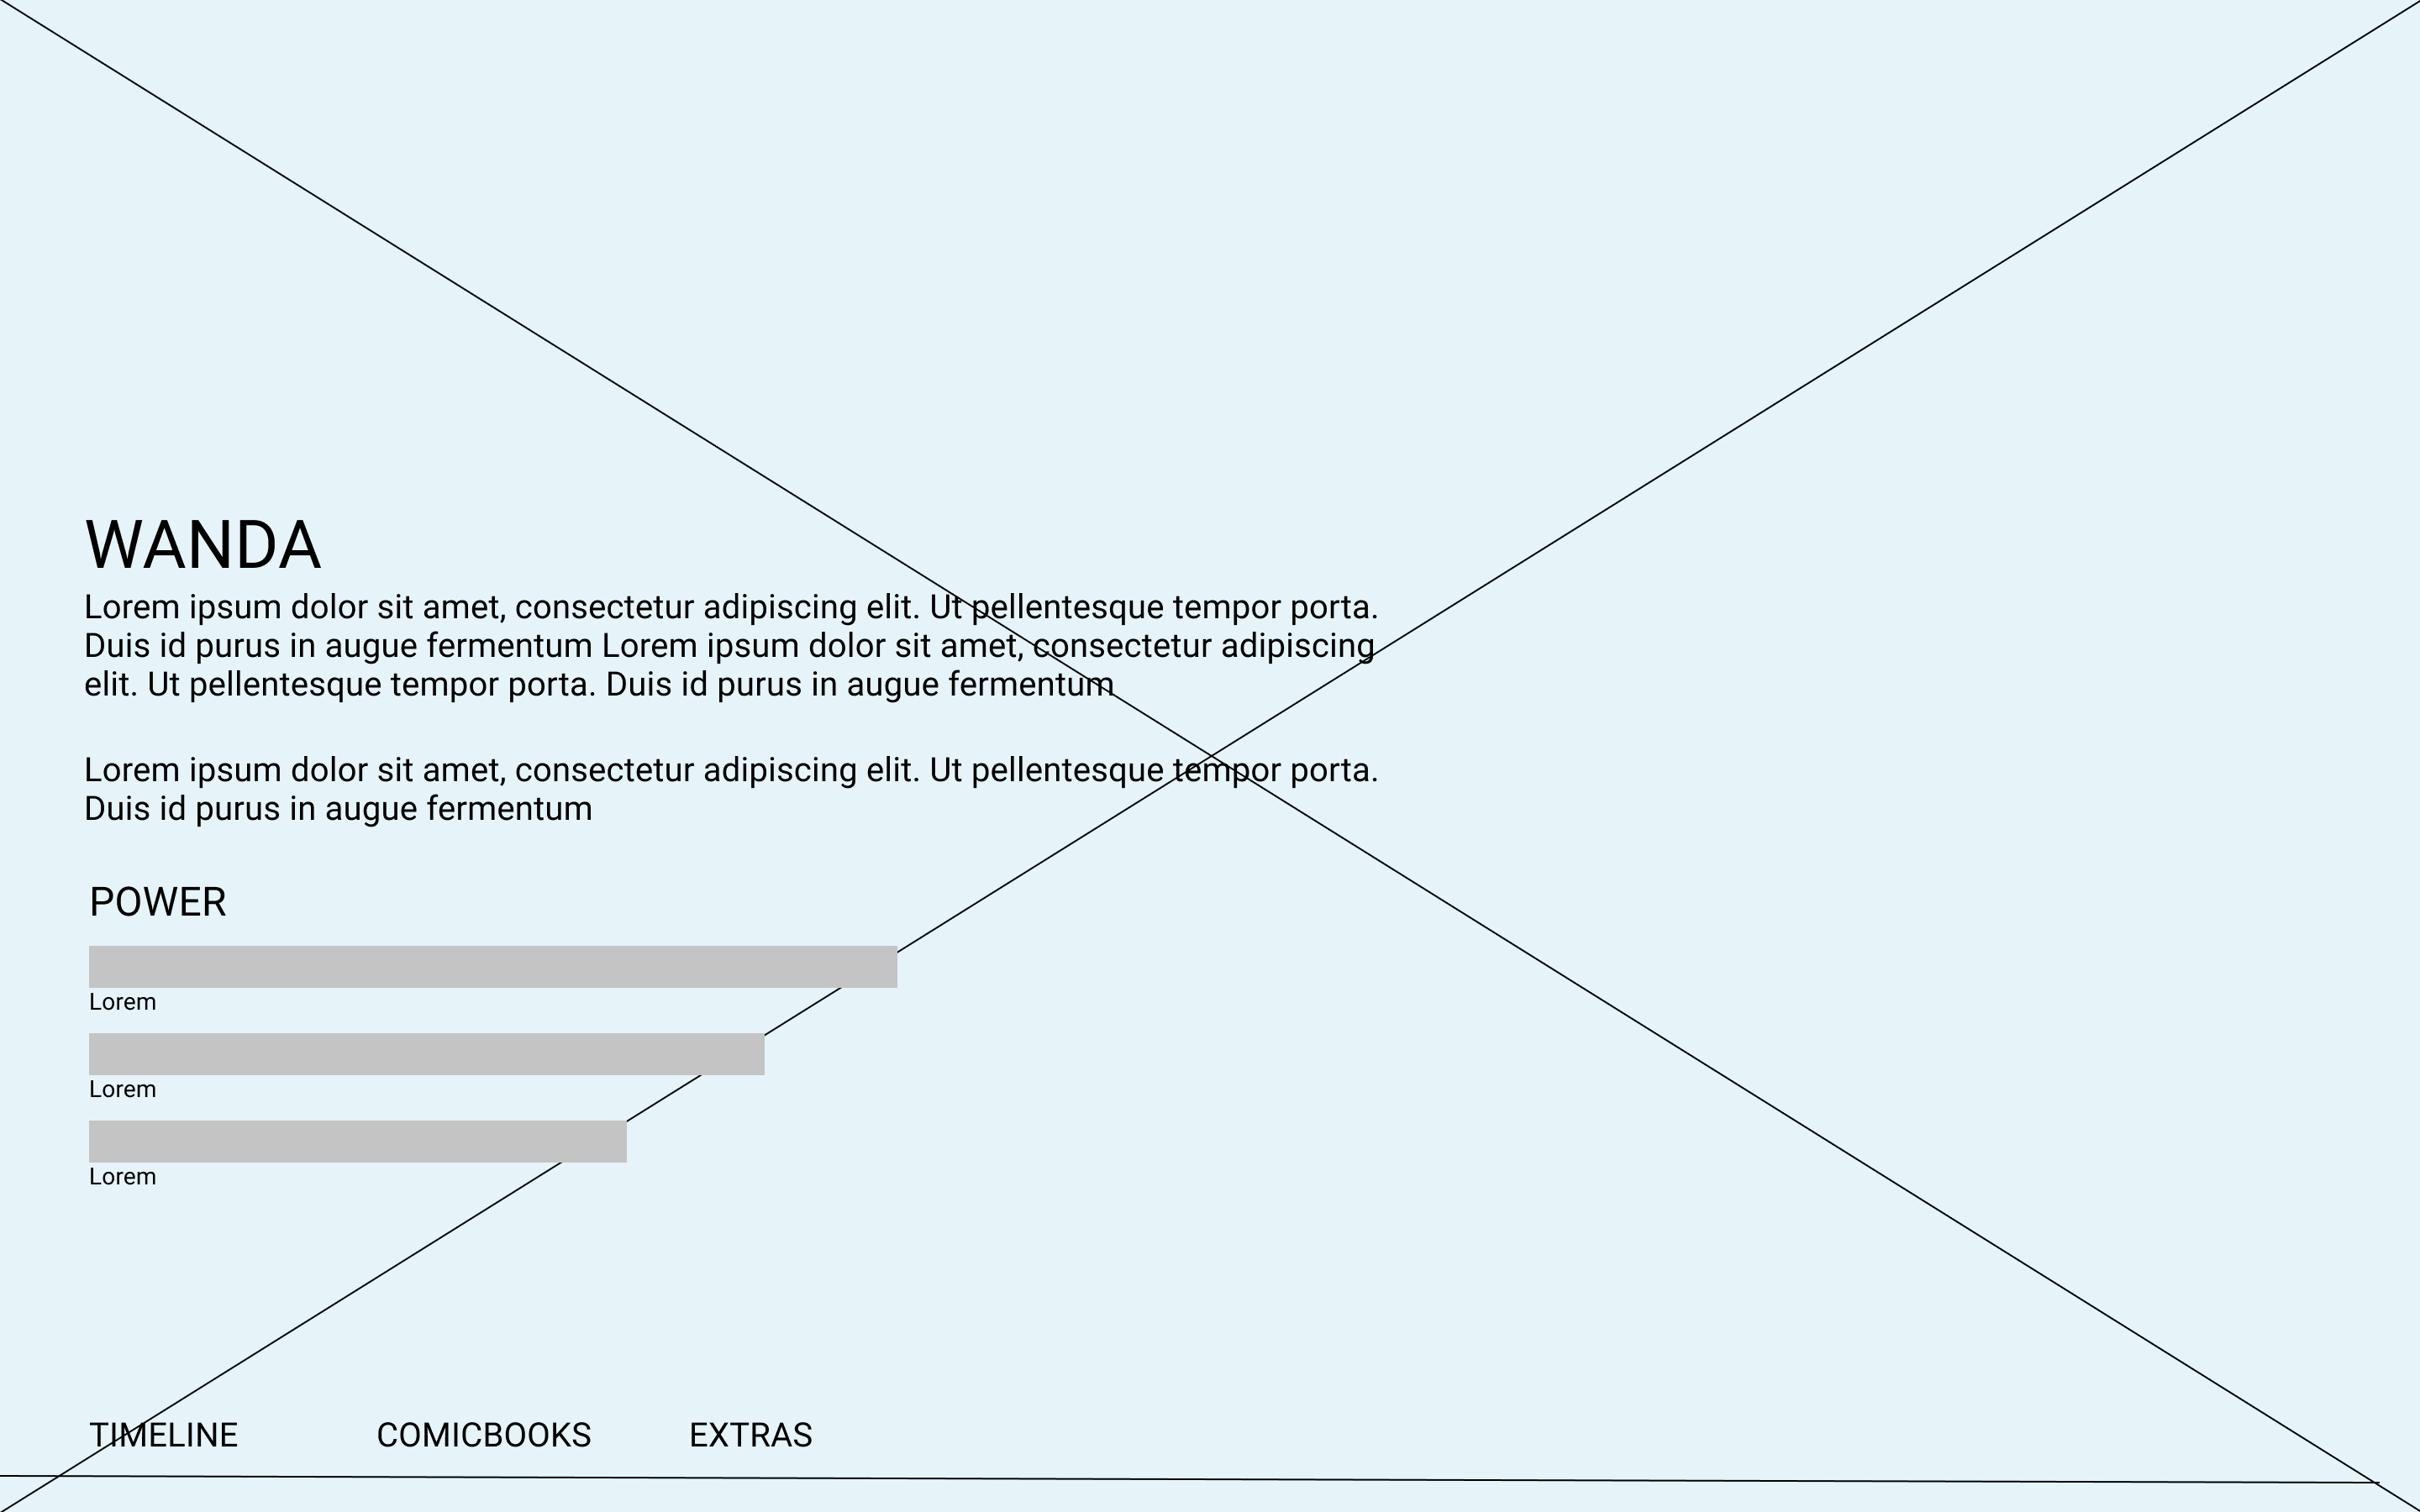 WANDA
Lorem ipsum dolor sit amet, consectetur adipiscing elit. Ut pellentesque tempor porta.
Duis id purus in augue fermentum Lorem ipsum dolor sit amet, consectetur adipiscing
elit. Ut pellentesque tempor porta. Duis id purus in augue fermentum
Lorem ipsum dolor sit amet, consectetur adipiscing elit. Ut pellentesque tempor porta.
Duis id purus in augue fermentum
POWER
Lorem
Lorem
Lorem
TIMELINE COMICBOOKS EXTRAS